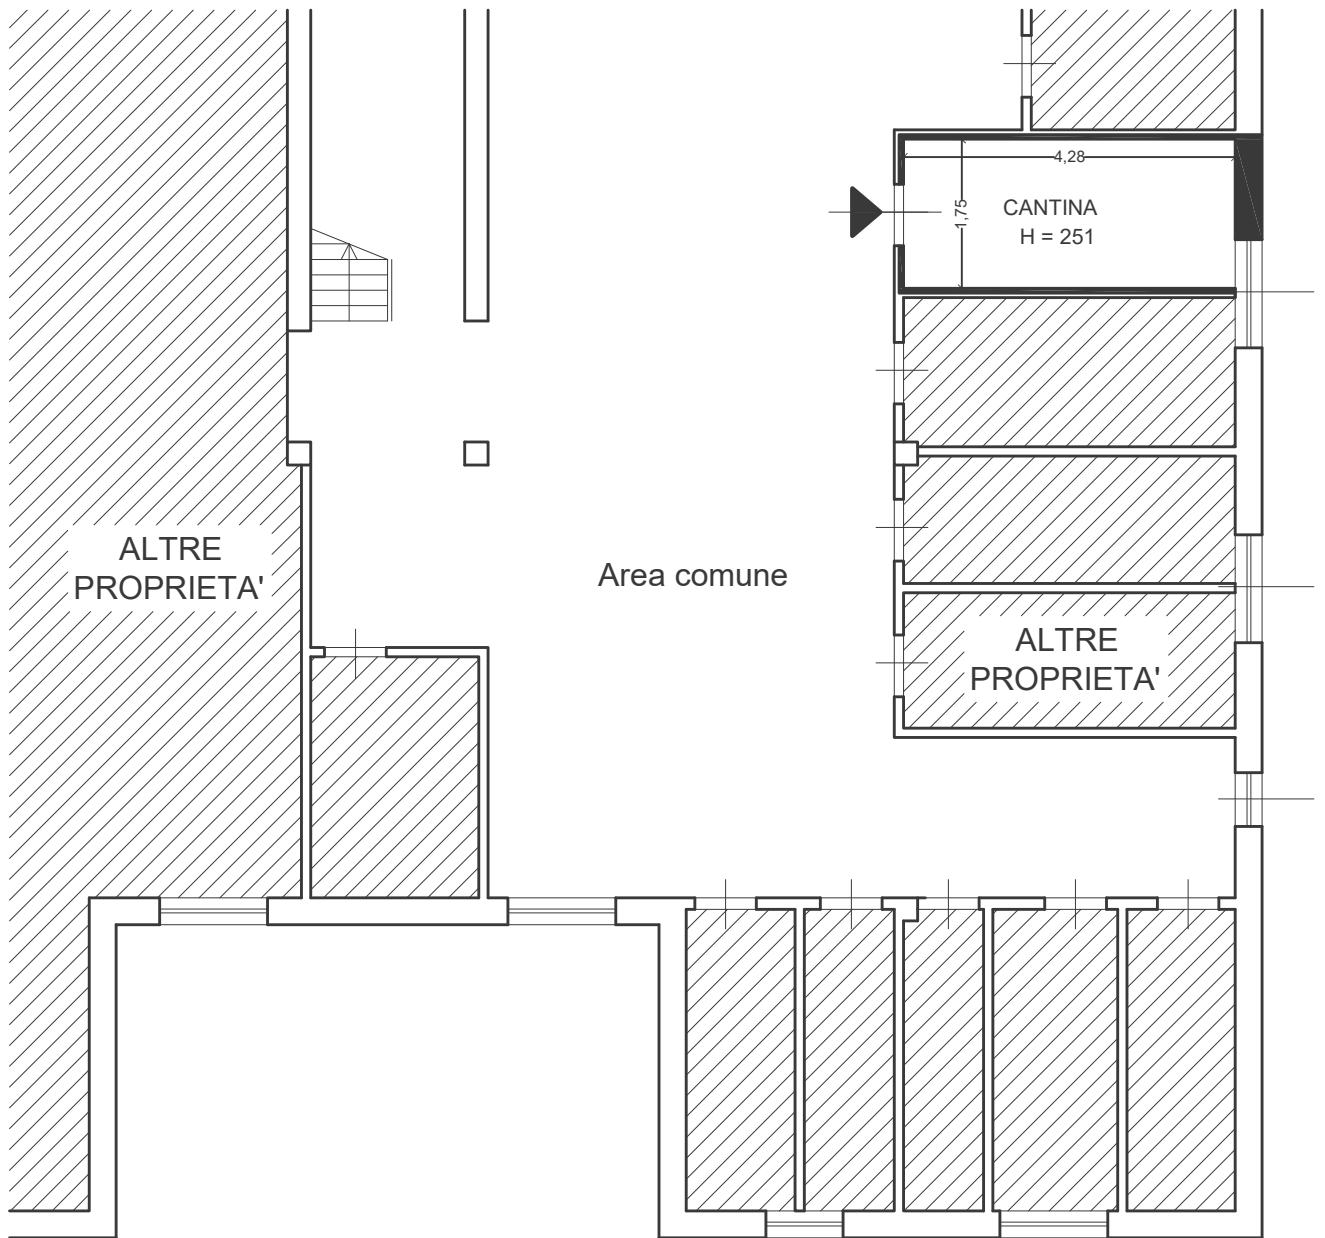 4,28
1,75
CANTINA
H = 251
ALTRE
PROPRIETA'
Area comune
ALTRE
PROPRIETA'